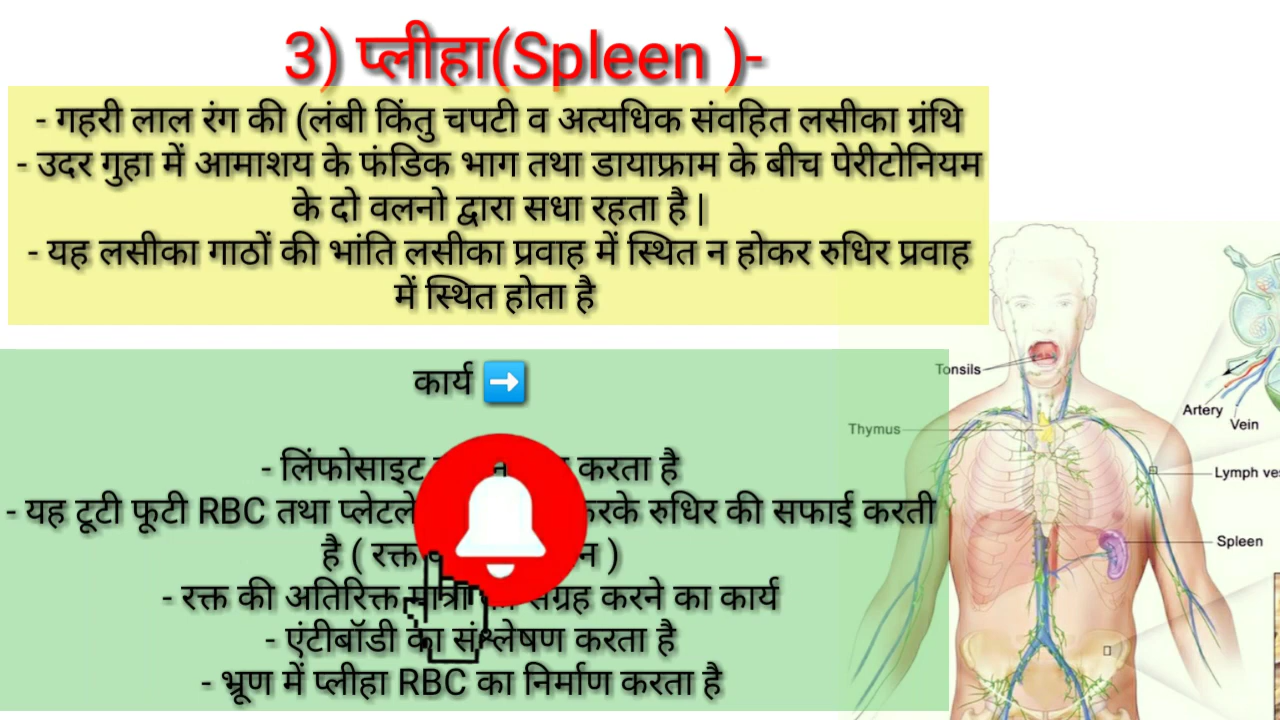 3) प्लीहा(Spleen )-
- गहरी लाल रंग की (लंबी किंतु चपटी व अत्यधिक संवहित लसीका ग्रंथि
- उदर गुहा में आमाशय के फंडिक भाग तथा डायाफ्राम के बीच पेरीटोनियम
के दो वलनो द्वारा सधा रहता है |
- यह लसीका गाठों की भांति लसीका प्रवाह में स्थित न होकर रुधिर प्रवाह
में स्थित होता है
कार्य ➡️
- लिंफोसाइट करता है
- यह टूटी फूटी RBC तथा करके रुधिर की सफाई करती
है ( रक्त )
- रक्त की अतिरिक्त मात्रा संग्रह करने का कार्य
- एंटीबॉडी का संश्लेषण करता है
- भ्रूण में प्लीहा RBC का निर्माण करता है
Tonsils
Thymus
Artery
Vein
Lymph
Spleen